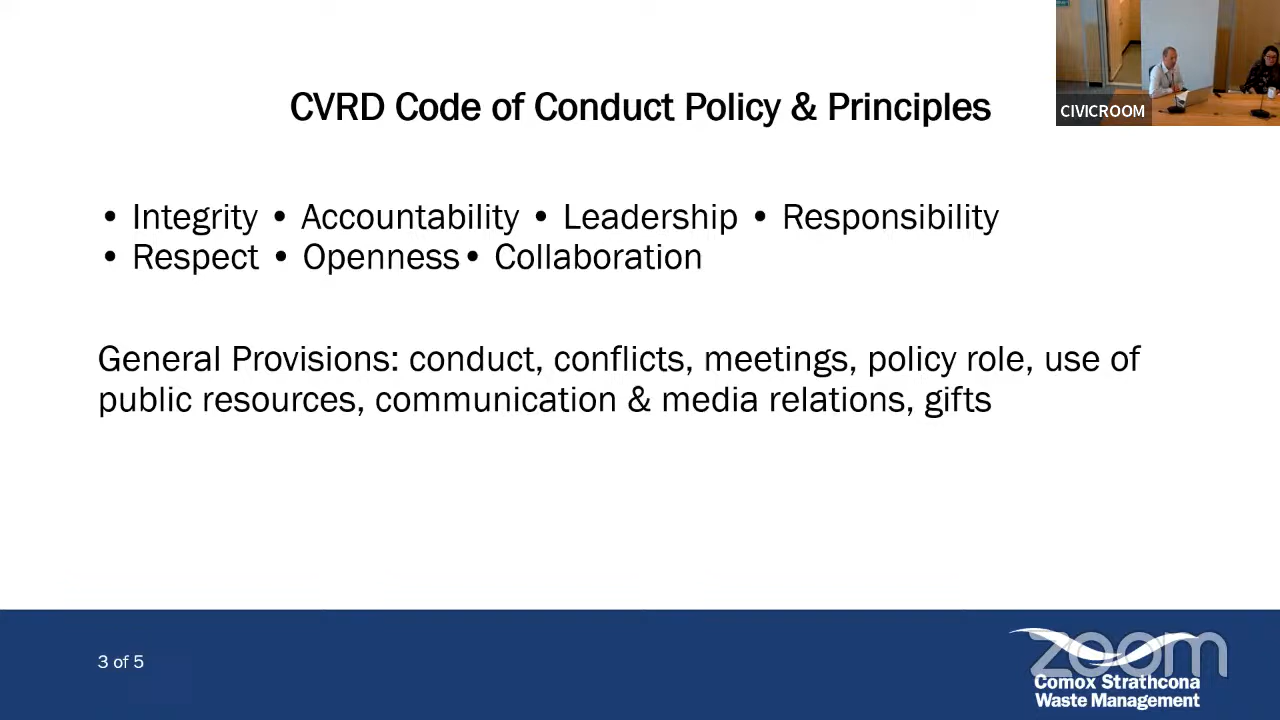 CVRD Code of Conduct Policy & Principles
CIVICROOM
• Integrity • Accountability • Leadership • Responsibility
• Respect • Openness • Collaboration
General Provisions: conduct, conflicts, meetings, policy role, use of
public resources, communication & media relations, gifts
3 of 5
zoom
Comox Strathcona
Waste Management